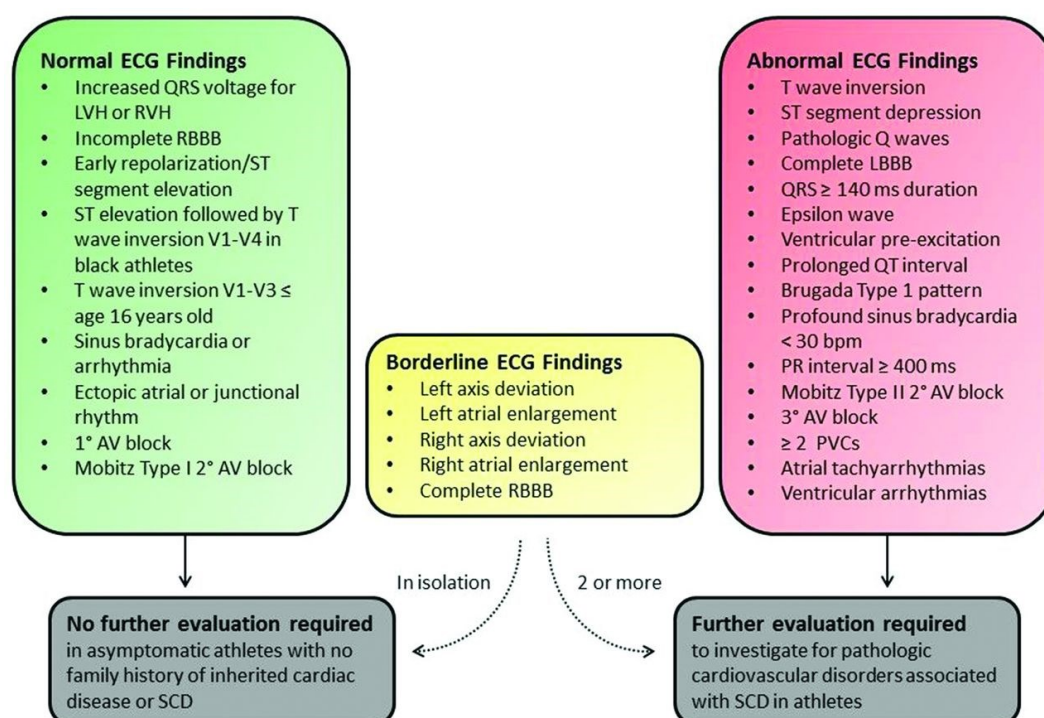 Normal ECG Findings
• Increased QRS voltage for
LVH or RVH
• Incomplete RBBB
• Early repolarization/ST
segment elevation
• ST elevation followed by T
wave inversion V1-V4 in
black athletes
• T wave inversion V1-V3 ≤
age 16 years old
• Sinus bradycardia or
arrhythmia
• Ectopic atrial or junctional
rhythm
• 1° AV block
• Mobitz Type I 2° AV block
Borderline ECG Findings
• Left axis deviation
• Left atrial enlargement
• Right axis deviation
• Right atrial enlargement
• Complete RBBB
Abnormal ECG Findings
• T wave inversion
• ST segment depression
• Pathologic Q waves
• Complete LBBB
• QRS ≥ 140 ms duration
• Epsilon wave
• Ventricular pre-excitation
• Prolonged QT interval
• Brugada Type 1 pattern
• Profound sinus bradycardia
< 30 bpm
• PR interval ≥ 400 ms
• Mobitz Type II 2° AV block
• 3° AV block
• ≥ 2 PVCs
• Atrial tachyarrhythmias
• Ventricular arrhythmias
In isolation
2 or more
No further evaluation required
in asymptomatic athletes with no
family history of inherited cardiac
disease or SCD
Further evaluation required
to investigate for pathologic
cardiovascular disorders associated
with SCD in athletes